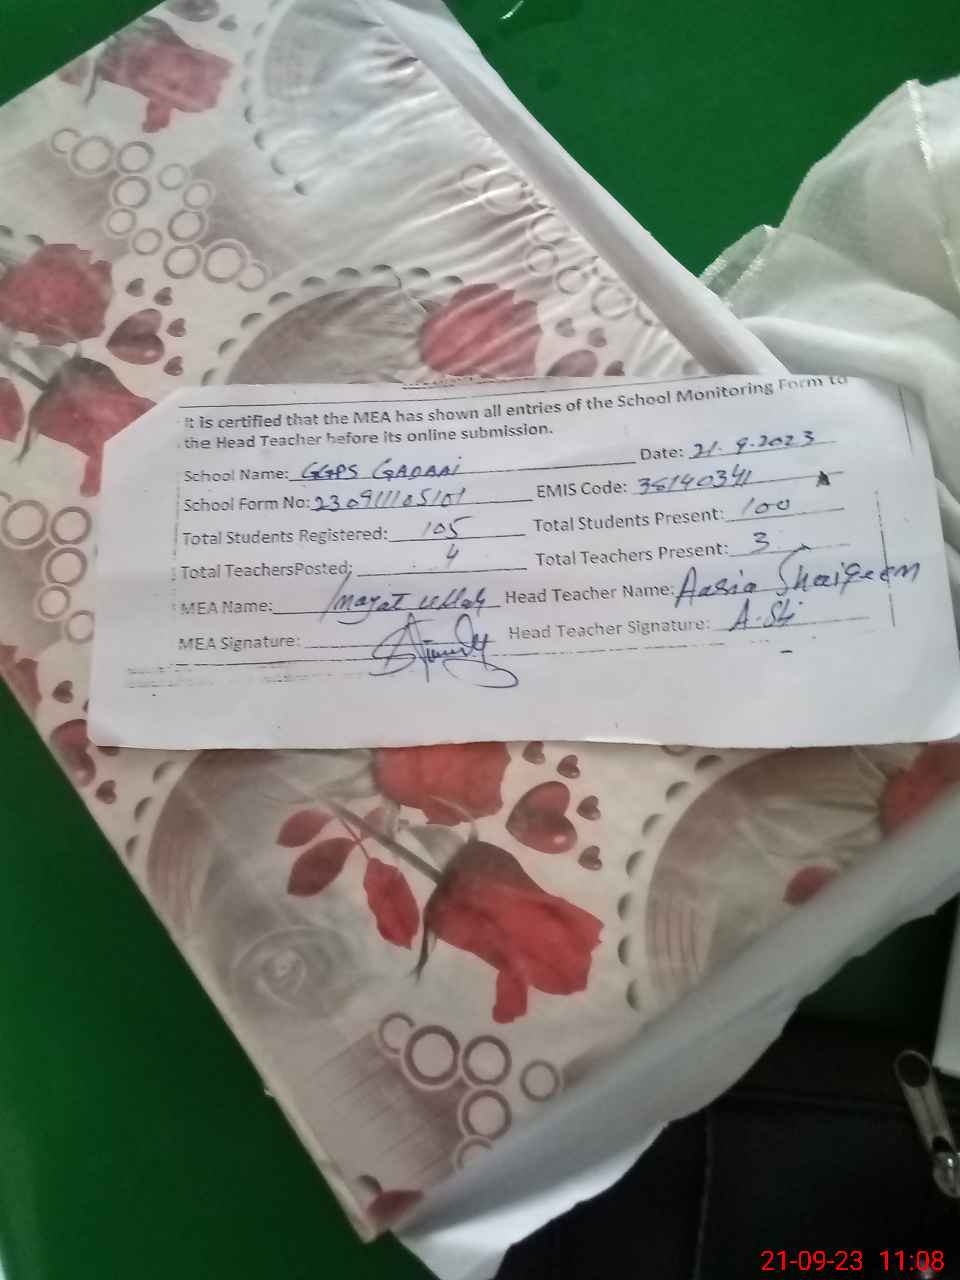 It is certified that the MEA has shown all entries of the School Monitoring Form to
the Head Teacher before its online submission.
School Name: GGPS GADAAI Date: 21.9.2023
School Form No: 230911105101 EMIS Code: 38140341
Total Students Registered: 105 Total Students Present: 100
Total TeachersPosted: 4 Total Teachers Present: 3
MEA Name: Inayat ullah Head Teacher Name: Aasia
MEA Signature: Head Teacher Signature: A.Sh
21-09-23 11:08